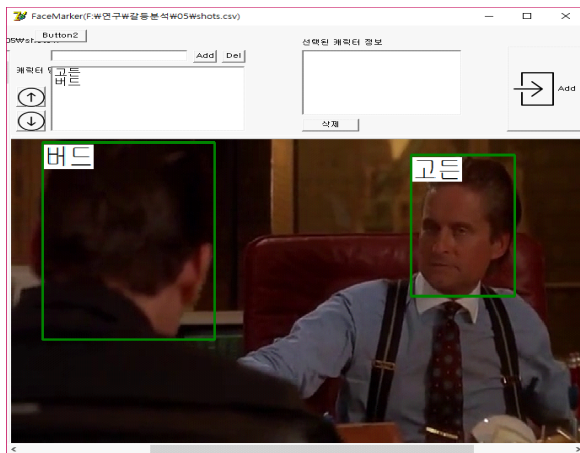 FaceMarker(F:₩연구₩갈등분석₩05₩shots.csv)
Button2
Add Del
선택된 캐릭터 정보
캐릭터
고든
버드
Add
삭제
버드
고든